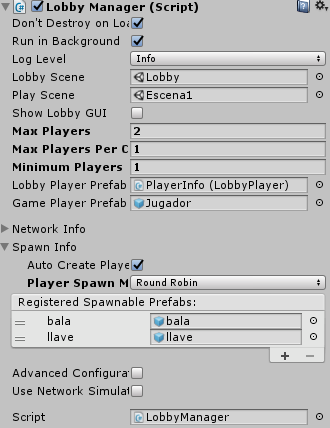 Lobby Manager (Script)
Don't Destroy on Loa
Run in Background
Log Level Info
Lobby Scene Lobby
Play Scene Escena1
Show Lobby GUI
Max Players 2
Max Players Per C 1
Minimum Players 1
Lobby Player Prefab PlayerInfo (LobbyPlayer)
Game Player Prefab Jugador
Network Info
Spawn Info
Auto Create Playe
Player Spawn M Round Robin
Registered Spawnable Prefabs:
bala bala
llave llave
+ −
Advanced Configurat
Use Network Simulat
Script LobbyManager